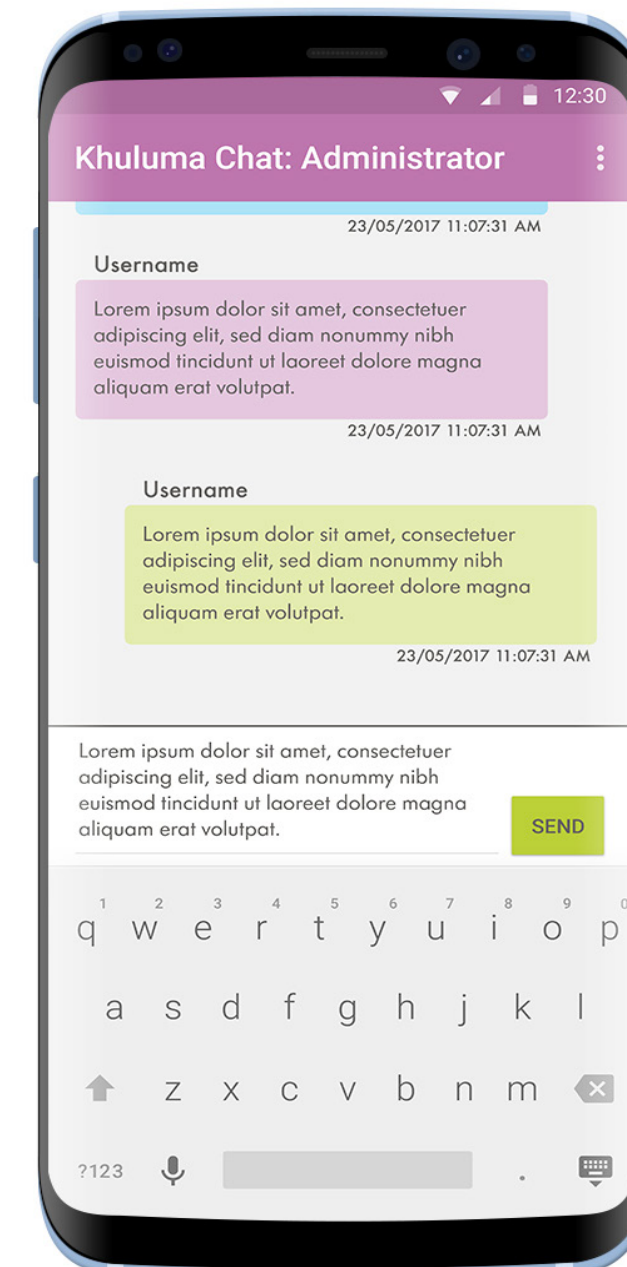 12:30
Khuluma Chat: Administrator
23/05/2017 11:07:31 AM
Username
Lorem ipsum dolor sit amet, consectetuer
adipiscing elit, sed diam nonummy nibh
euismod tincidunt ut laoreet dolore magna
aliquam erat volutpat.
23/05/2017 11:07:31 AM
Username
Lorem ipsum dolor sit amet, consectetuer
adipiscing elit, sed diam nonummy nibh
euismod tincidunt ut laoreet dolore magna
aliquam erat volutpat.
23/05/2017 11:07:31 AM
Lorem ipsum dolor sit amet, consectetuer
adipiscing elit, sed diam nonummy nibh
euismod tincidunt ut laoreet dolore magna
aliquam erat volutpat.
SEND
1 2 3 4 5 6 7 8 9 0
q w e r t y u i o p
a s d f g h j k l
z x c v b n m
?123 .